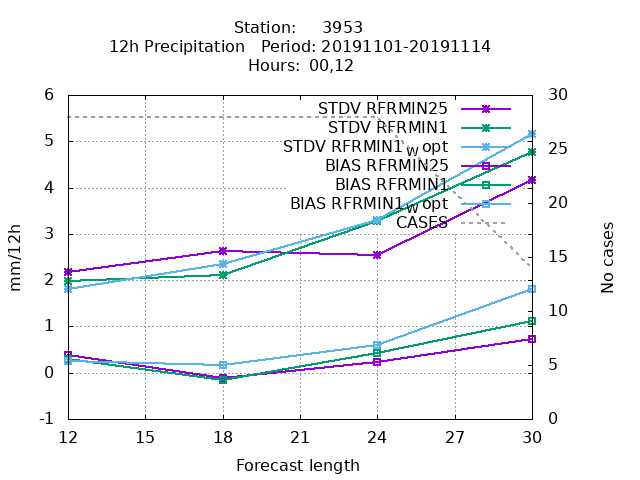 Station: 3953
12h Precipitation Period: 20191101-20191114
Hours: 00,12
6 30
STDV RFRMIN25
STDV RFRMIN1
5 25
STDV RFRMIN1_w opt
BIAS RFRMIN25
4 BIAS RFRMIN1 20
BIAS RFRMIN1_w opt
CASES
3
mm/12h
No cases
15
2
10
1
5
0
-1 0
12 15 18 21 24 27 30
Forecast length